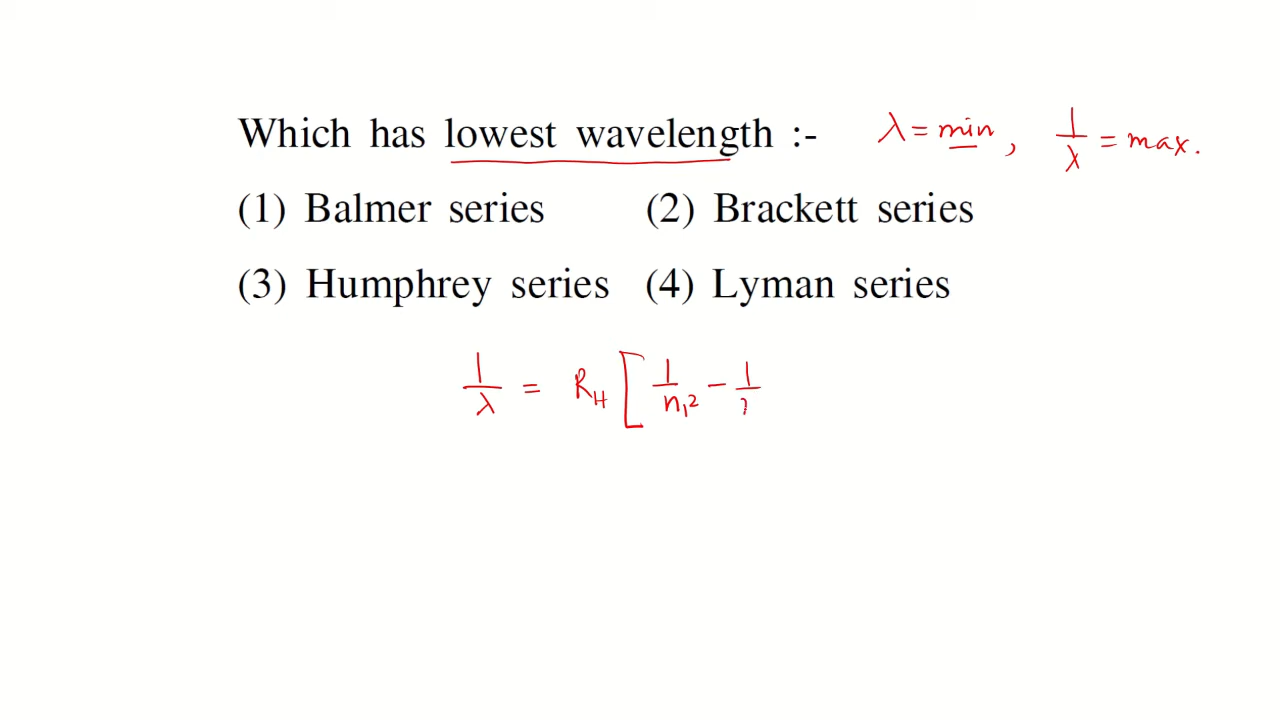 Which has lowest wavelength :- λ = min, 1/λ = max.
(1) Balmer series (2) Brackett series
(3) Humphrey series (4) Lyman series
1/λ = R_H [ 1/n₁² - 1/